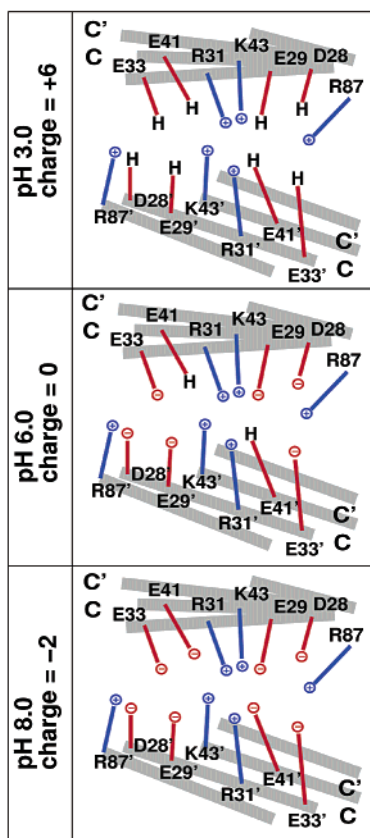 pH 3.0
charge = +6
C'
C
E41
R31
K43
E29
D28
E33
R87
H
H
H
H
+
+
+
+
H
H
+
+
H
H
R87'
D28'
E29'
K43'
R31'
E41'
E33'
C'
C
pH 6.0
charge = 0
C'
C
E41
R31
K43
E29
D28
E33
R87
H
−
+
+
−
−
+
+
−
−
+
+
H
−
R87'
D28'
E29'
K43'
R31'
E41'
E33'
C'
C
pH 8.0
charge = −2
C'
C
E41
R31
K43
E29
D28
E33
R87
−
−
+
+
−
−
+
+
−
−
+
+
−
−
R87'
D28'
E29'
K43'
R31'
E41'
E33'
C'
C